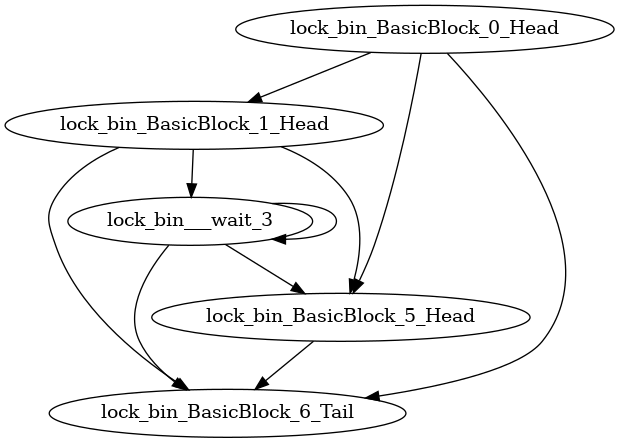 lock_bin_BasicBlock_0_Head
lock_bin_BasicBlock_1_Head
lock_bin___wait_3
lock_bin_BasicBlock_5_Head
lock_bin_BasicBlock_6_Tail